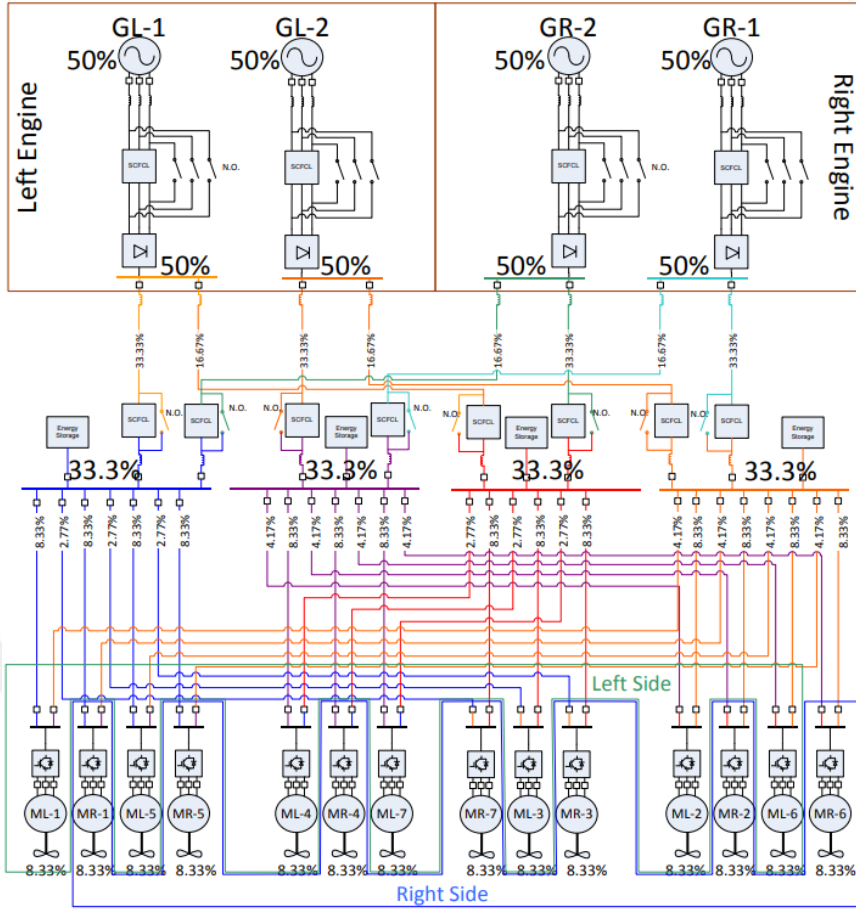 GL-1 GL-2 GR-2 GR-1
50% 50% 50% 50%
Left Engine
Right Engine
SCFCL N.O. SCFCL SCFCL N.O. SCFCL
50% 50% 50% 50%
33.33% 16.67% 33.33% 16.67% 16.67% 33.33% 16.67% 33.33%
Energy Storage SCFCL N.O. SCFCL N.O. N.O. SCFCL Energy Storage SCFCL N.O. N.O. SCFCL Energy Storage SCFCL N.O. N.O. SCFCL N.O. SCFCL Energy Storage
33.3% 33.3% 33.3% 33.3%
8.33% 2.77% 8.33% 2.77% 8.33% 2.77% 8.33% 4.17% 8.33% 4.17% 8.33% 4.17% 8.33% 4.17% 2.77% 8.33% 2.77% 8.33% 2.77% 8.33% 4.17% 8.33% 4.17% 8.33% 4.17% 8.33% 4.17% 8.33%
Left Side
ML-1 MR-1 ML-5 MR-5 ML-4 MR-4 ML-7 MR-7 ML-3 MR-3 ML-2 MR-2 ML-6 MR-6
8.33% 8.33% 8.33% 8.33% 8.33% 8.33% 8.33% 8.33% 8.33% 8.33% 8.33% 8.33% 8.33% 8.33%
Right Side